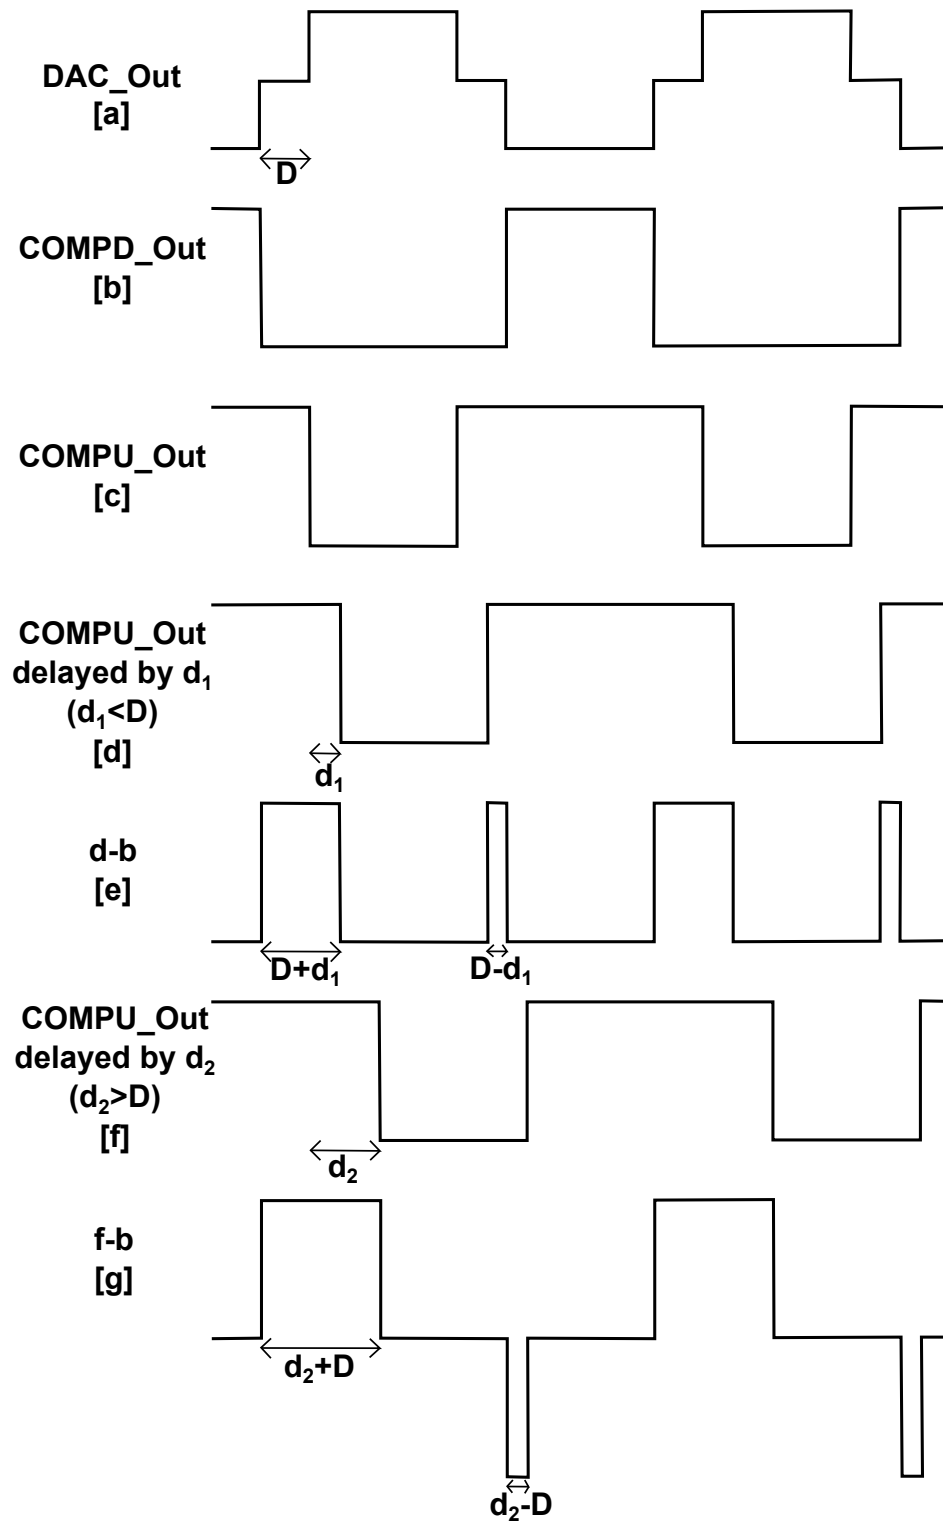 DAC_Out
[a]
D
COMPD_Out
[b]
COMPU_Out
[c]
COMPU_Out
delayed by d₁
(d₁<D)
[d]
d₁
d-b
[e]
D+d₁
D-d₁
COMPU_Out
delayed by d₂
(d₂>D)
[f]
d₂
f-b
[g]
d₂+D
d₂-D